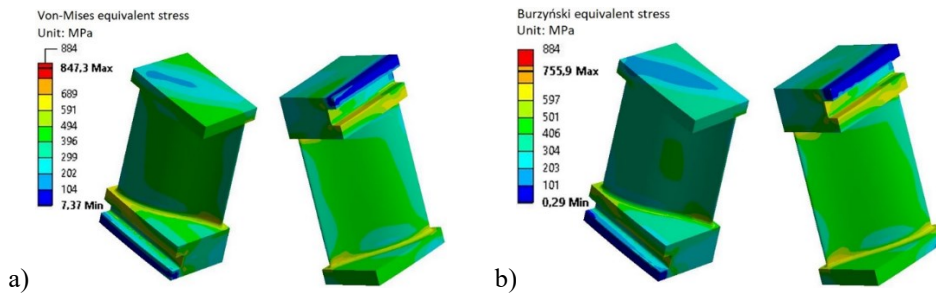 Von-Mises equivalent stress
Unit: MPa
884
847,3 Max
689
591
494
396
299
202
104
7,37 Min
a)
Burzyński equivalent stress
Unit: MPa
884
755,9 Max
597
501
406
304
203
101
0,29 Min
b)